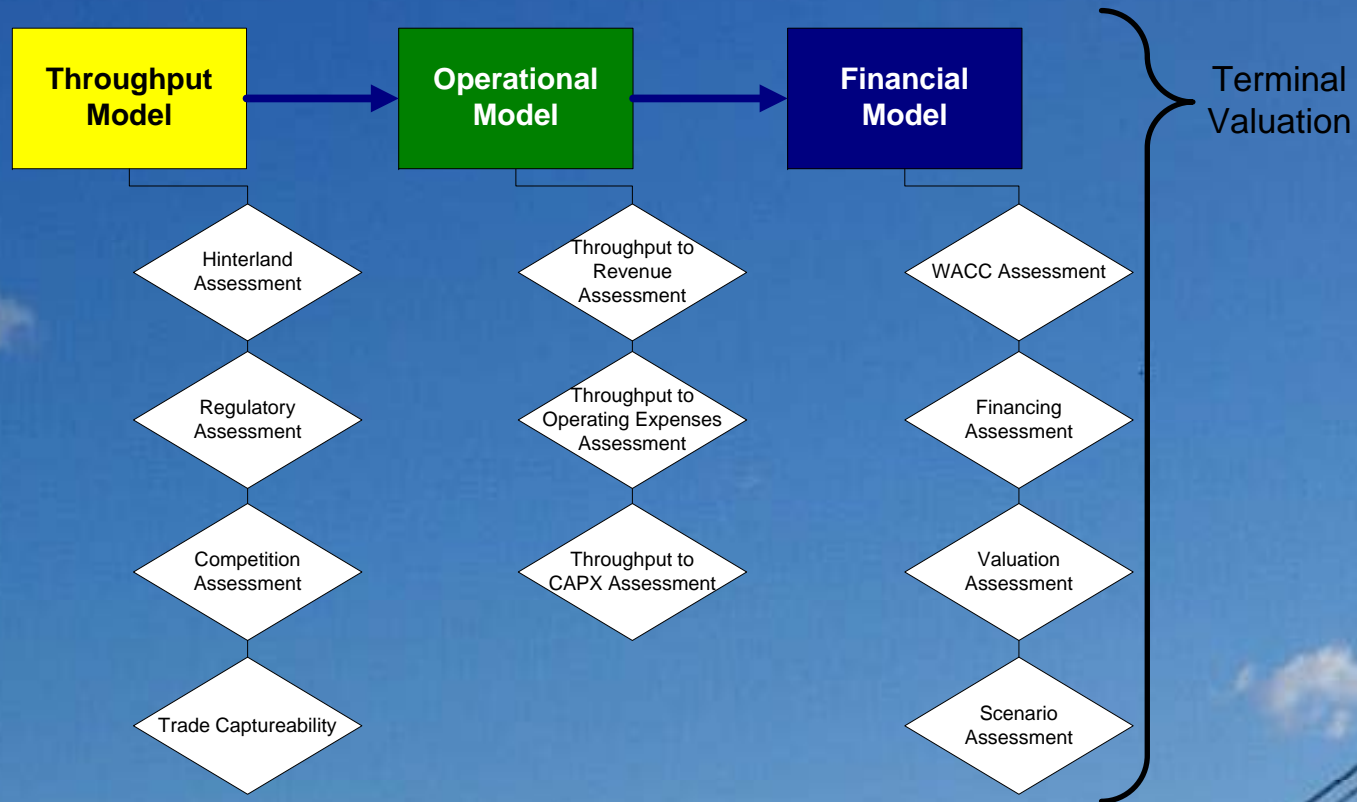 Throughput
Model
Operational
Model
Financial
Model
Terminal
Valuation
Hinterland
Assessment
Regulatory
Assessment
Competition
Assessment
Trade Captureability
Throughput to
Revenue
Assessment
Throughput to
Operating Expenses
Assessment
Throughput to
CAPX Assessment
WACC Assessment
Financing
Assessment
Valuation
Assessment
Scenario
Assessment